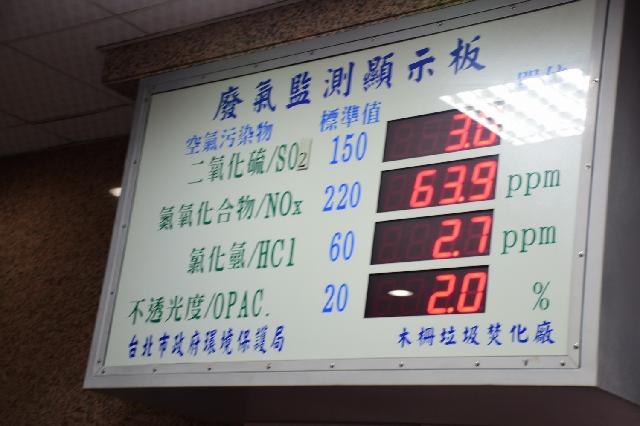 廢氣監測顯示板
空氣污染物 標準值 單位
二氧化硫/SO2 150 3.0
氮氧化合物/NOx 220 63.9 ppm
氯化氫/HCl 60 2.7 ppm
不透光度/OPAC. 20 2.0 %
台北市政府環境保護局 木柵垃圾焚化廠